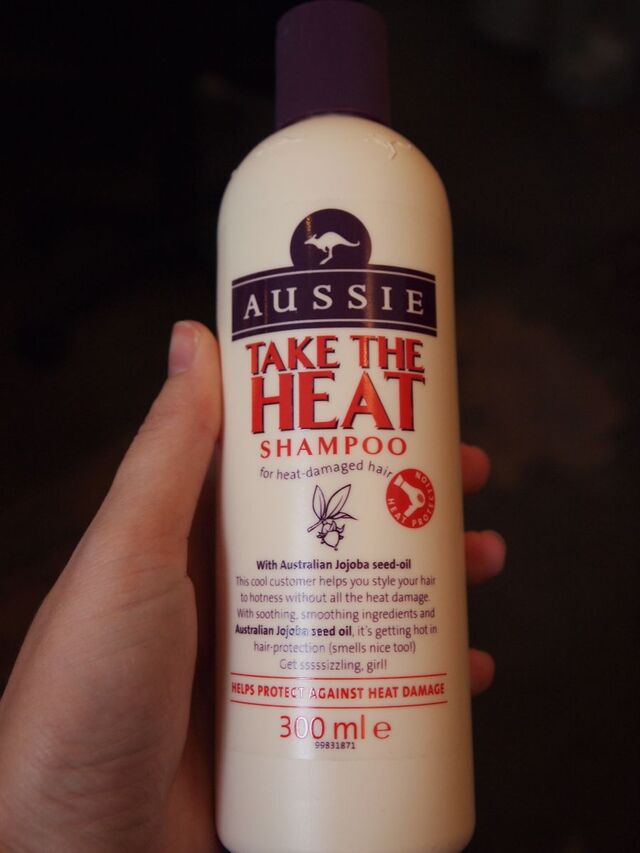 AUSSIE
TAKE THE
HEAT
SHAMPOO
for heat-damaged hair
HEAT PROTECTION
With Australian Jojoba seed-oil
This cool customer helps you style your hair
to hotness without all the heat damage.
With soothing, smoothing ingredients and
Australian Jojoba seed oil, it's getting hot in
hair-protection (smells nice too!)
Get sssssizzling, girl!
HELPS PROTECT AGAINST HEAT DAMAGE
300 ml e
99831871